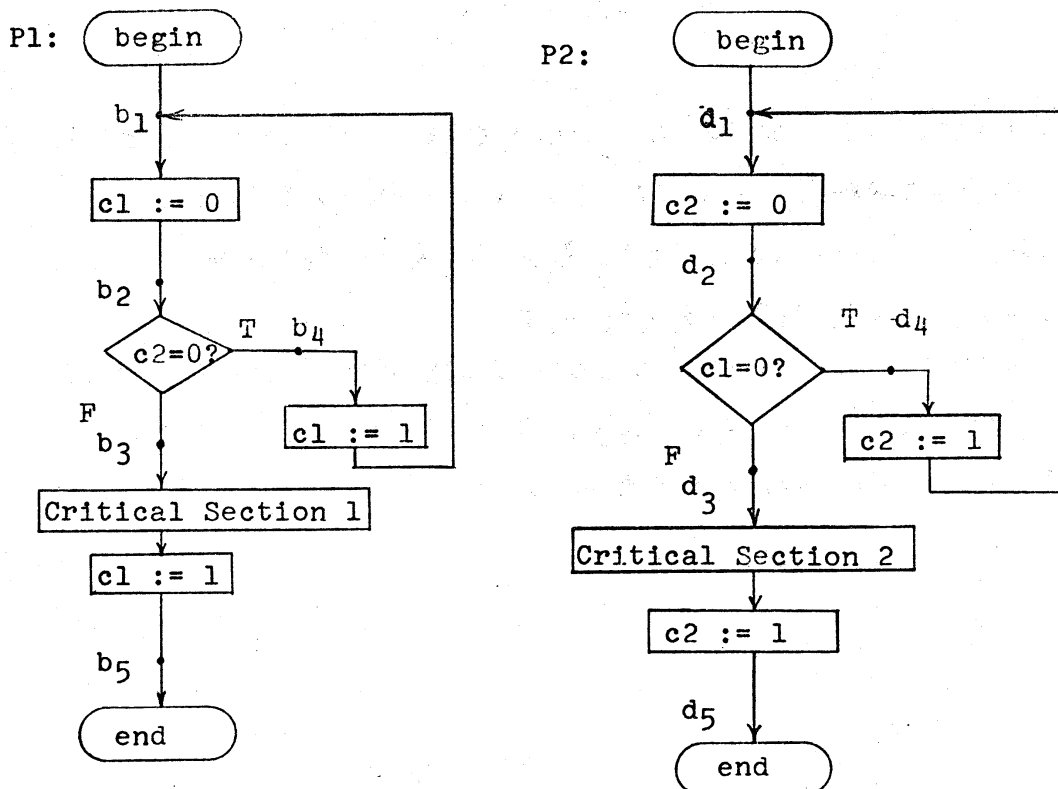 P1:
begin
b1
c1 := 0
b2
c2=0?
T
b4
c1 := 1
F
b3
Critical Section 1
c1 := 1
b5
end
P2:
begin
d1
c2 := 0
d2
c1=0?
T
d4
c2 := 1
F
d3
Critical Section 2
c2 := 1
d5
end